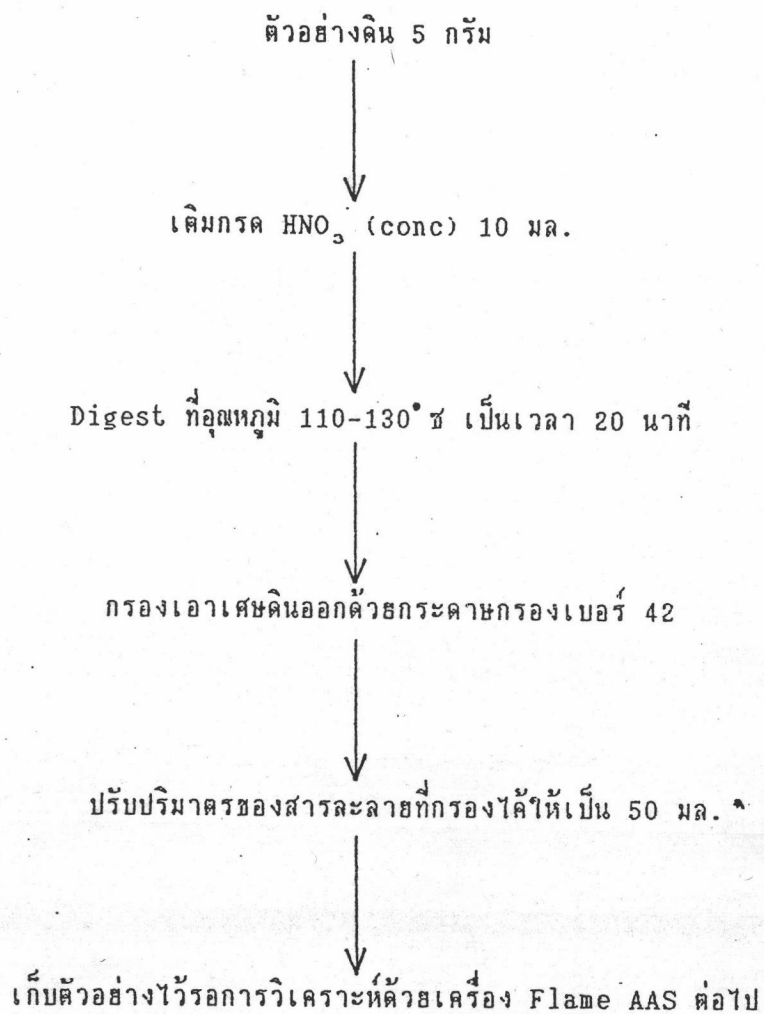 ตัวอย่างดิน 5 กรัม
เติมกรด HNO₃ (conc) 10 มล.
Digest ที่อุณหภูมิ 110-130°ซ เป็นเวลา 20 นาที
กรองเอาเศษดินออกด้วยกระดาษกรองเบอร์ 42
ปรับปริมาตรของสารละลายที่กรองได้ให้เป็น 50 มล.
เก็บตัวอย่างไว้รอการวิเคราะห์ด้วยเครื่อง Flame AAS ต่อไป